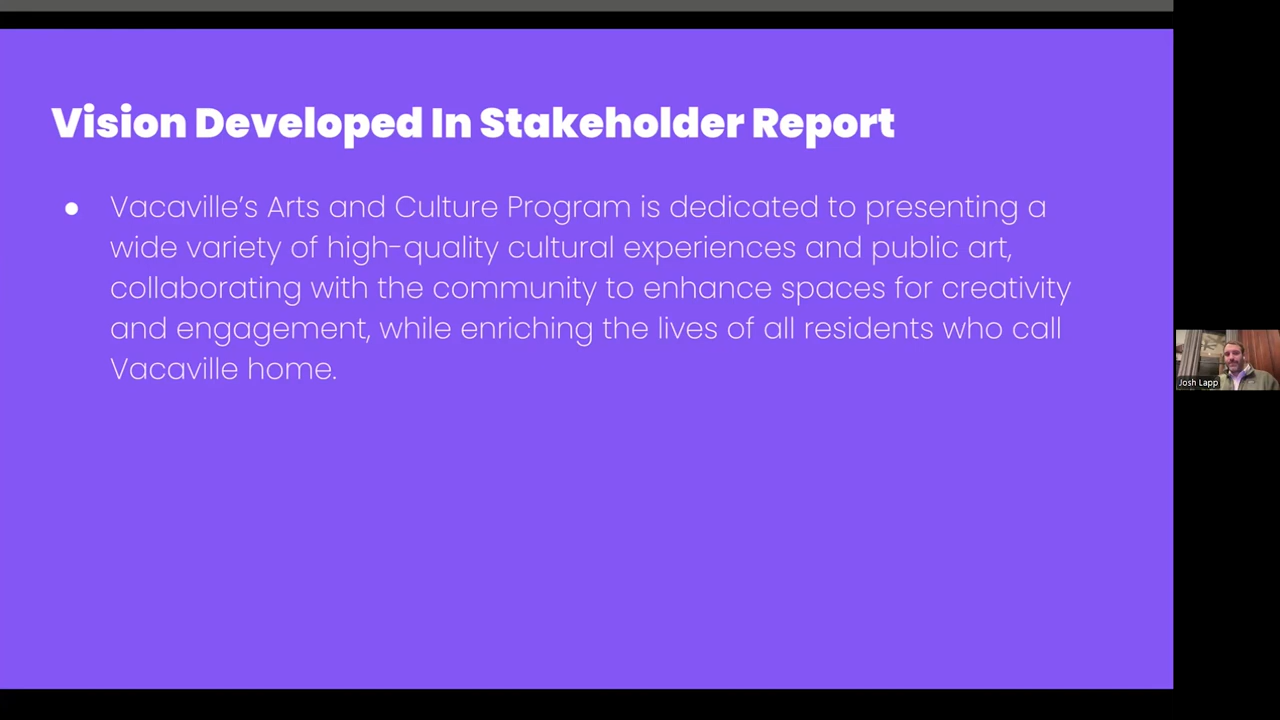 Vision Developed In Stakeholder Report
● Vacaville’s Arts and Culture Program is dedicated to presenting a
wide variety of high-quality cultural experiences and public art,
collaborating with the community to enhance spaces for creativity
and engagement, while enriching the lives of all residents who call
Vacaville home.
Josh Lapp